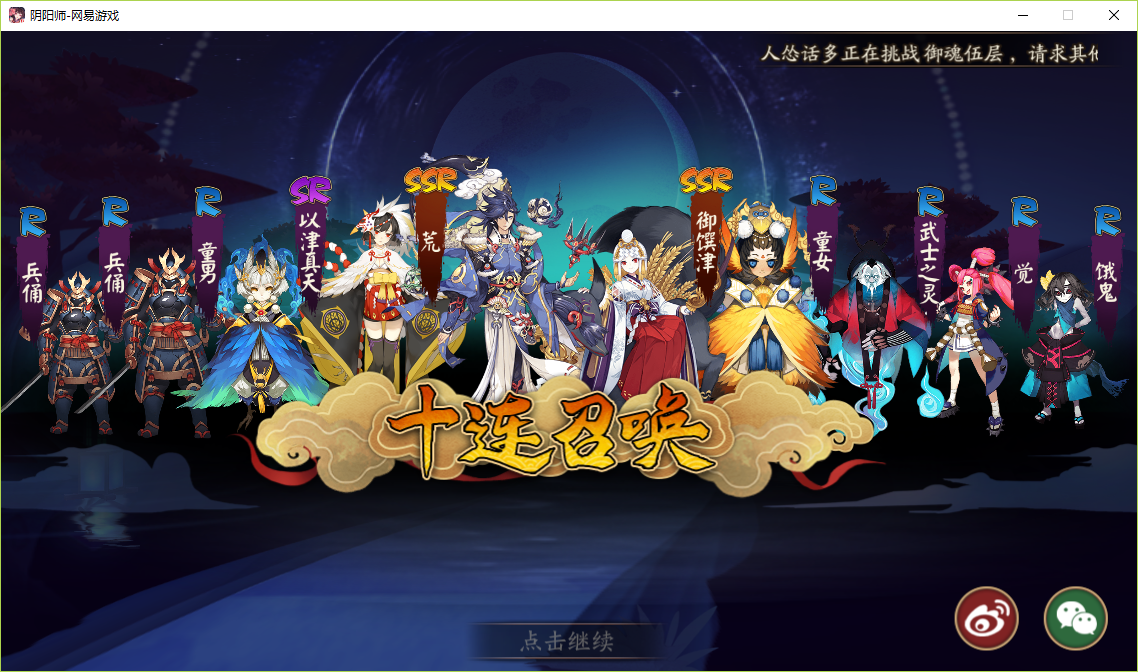 阴阳师-网易游戏
人怂话多正在挑战御魂伍层，请求其他
R
兵俑
R
兵俑
R
童男
SR
以津真天
SSR
荒
SSR
御馔津
R
童女
R
武士之灵
R
觉
R
饿鬼
十连召唤
点击继续